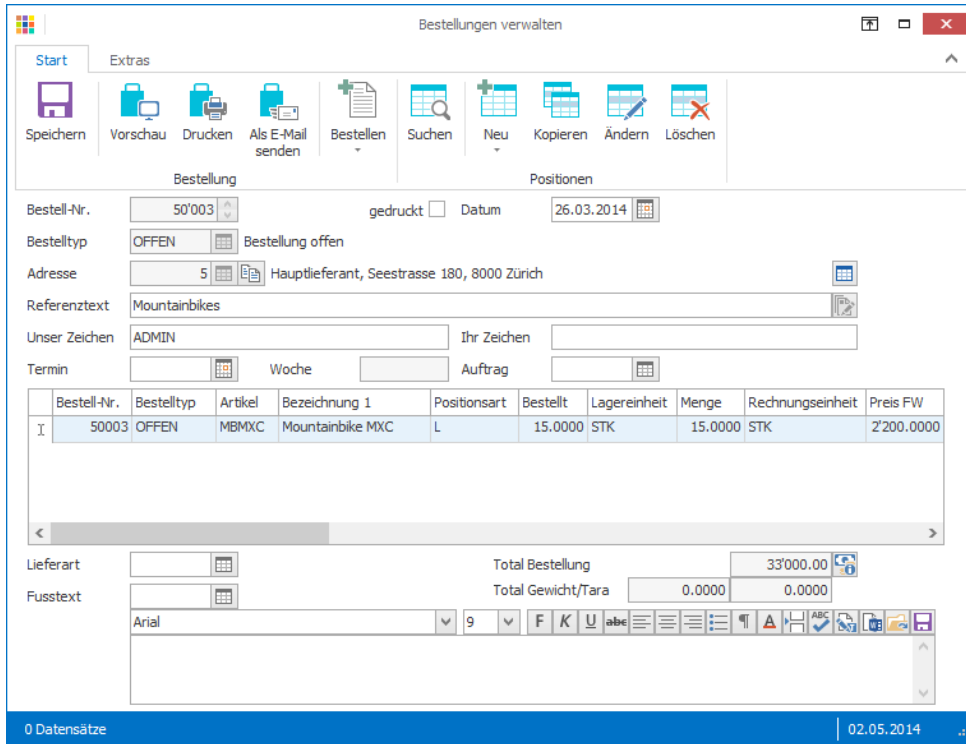 Bestellungen verwalten
Start Extras
Speichern Vorschau Drucken Als E-Mail senden Bestellen Suchen Neu Kopieren Ändern Löschen
Bestellung Positionen
Bestell-Nr. 50'003 gedruckt Datum 26.03.2014
Bestelltyp OFFEN Bestellung offen
Adresse 5 Hauptlieferant, Seestrasse 180, 8000 Zürich
Referenztext Mountainbikes
Unser Zeichen ADMIN Ihr Zeichen
Termin Woche Auftrag
Bestell-Nr. Bestelltyp Artikel Bezeichnung 1 Positionsart Bestellt Lagereinheit Menge Rechnungseinheit Preis FW
50003 OFFEN MBMXC Mountainbike MXC L 15.0000 STK 15.0000 STK 2'200.0000
Lieferart Total Bestellung 33'000.00
Fusstext Total Gewicht/Tara 0.0000 0.0000
Arial 9 F K U abc ¶ A ABC W
0 Datensätze 02.05.2014